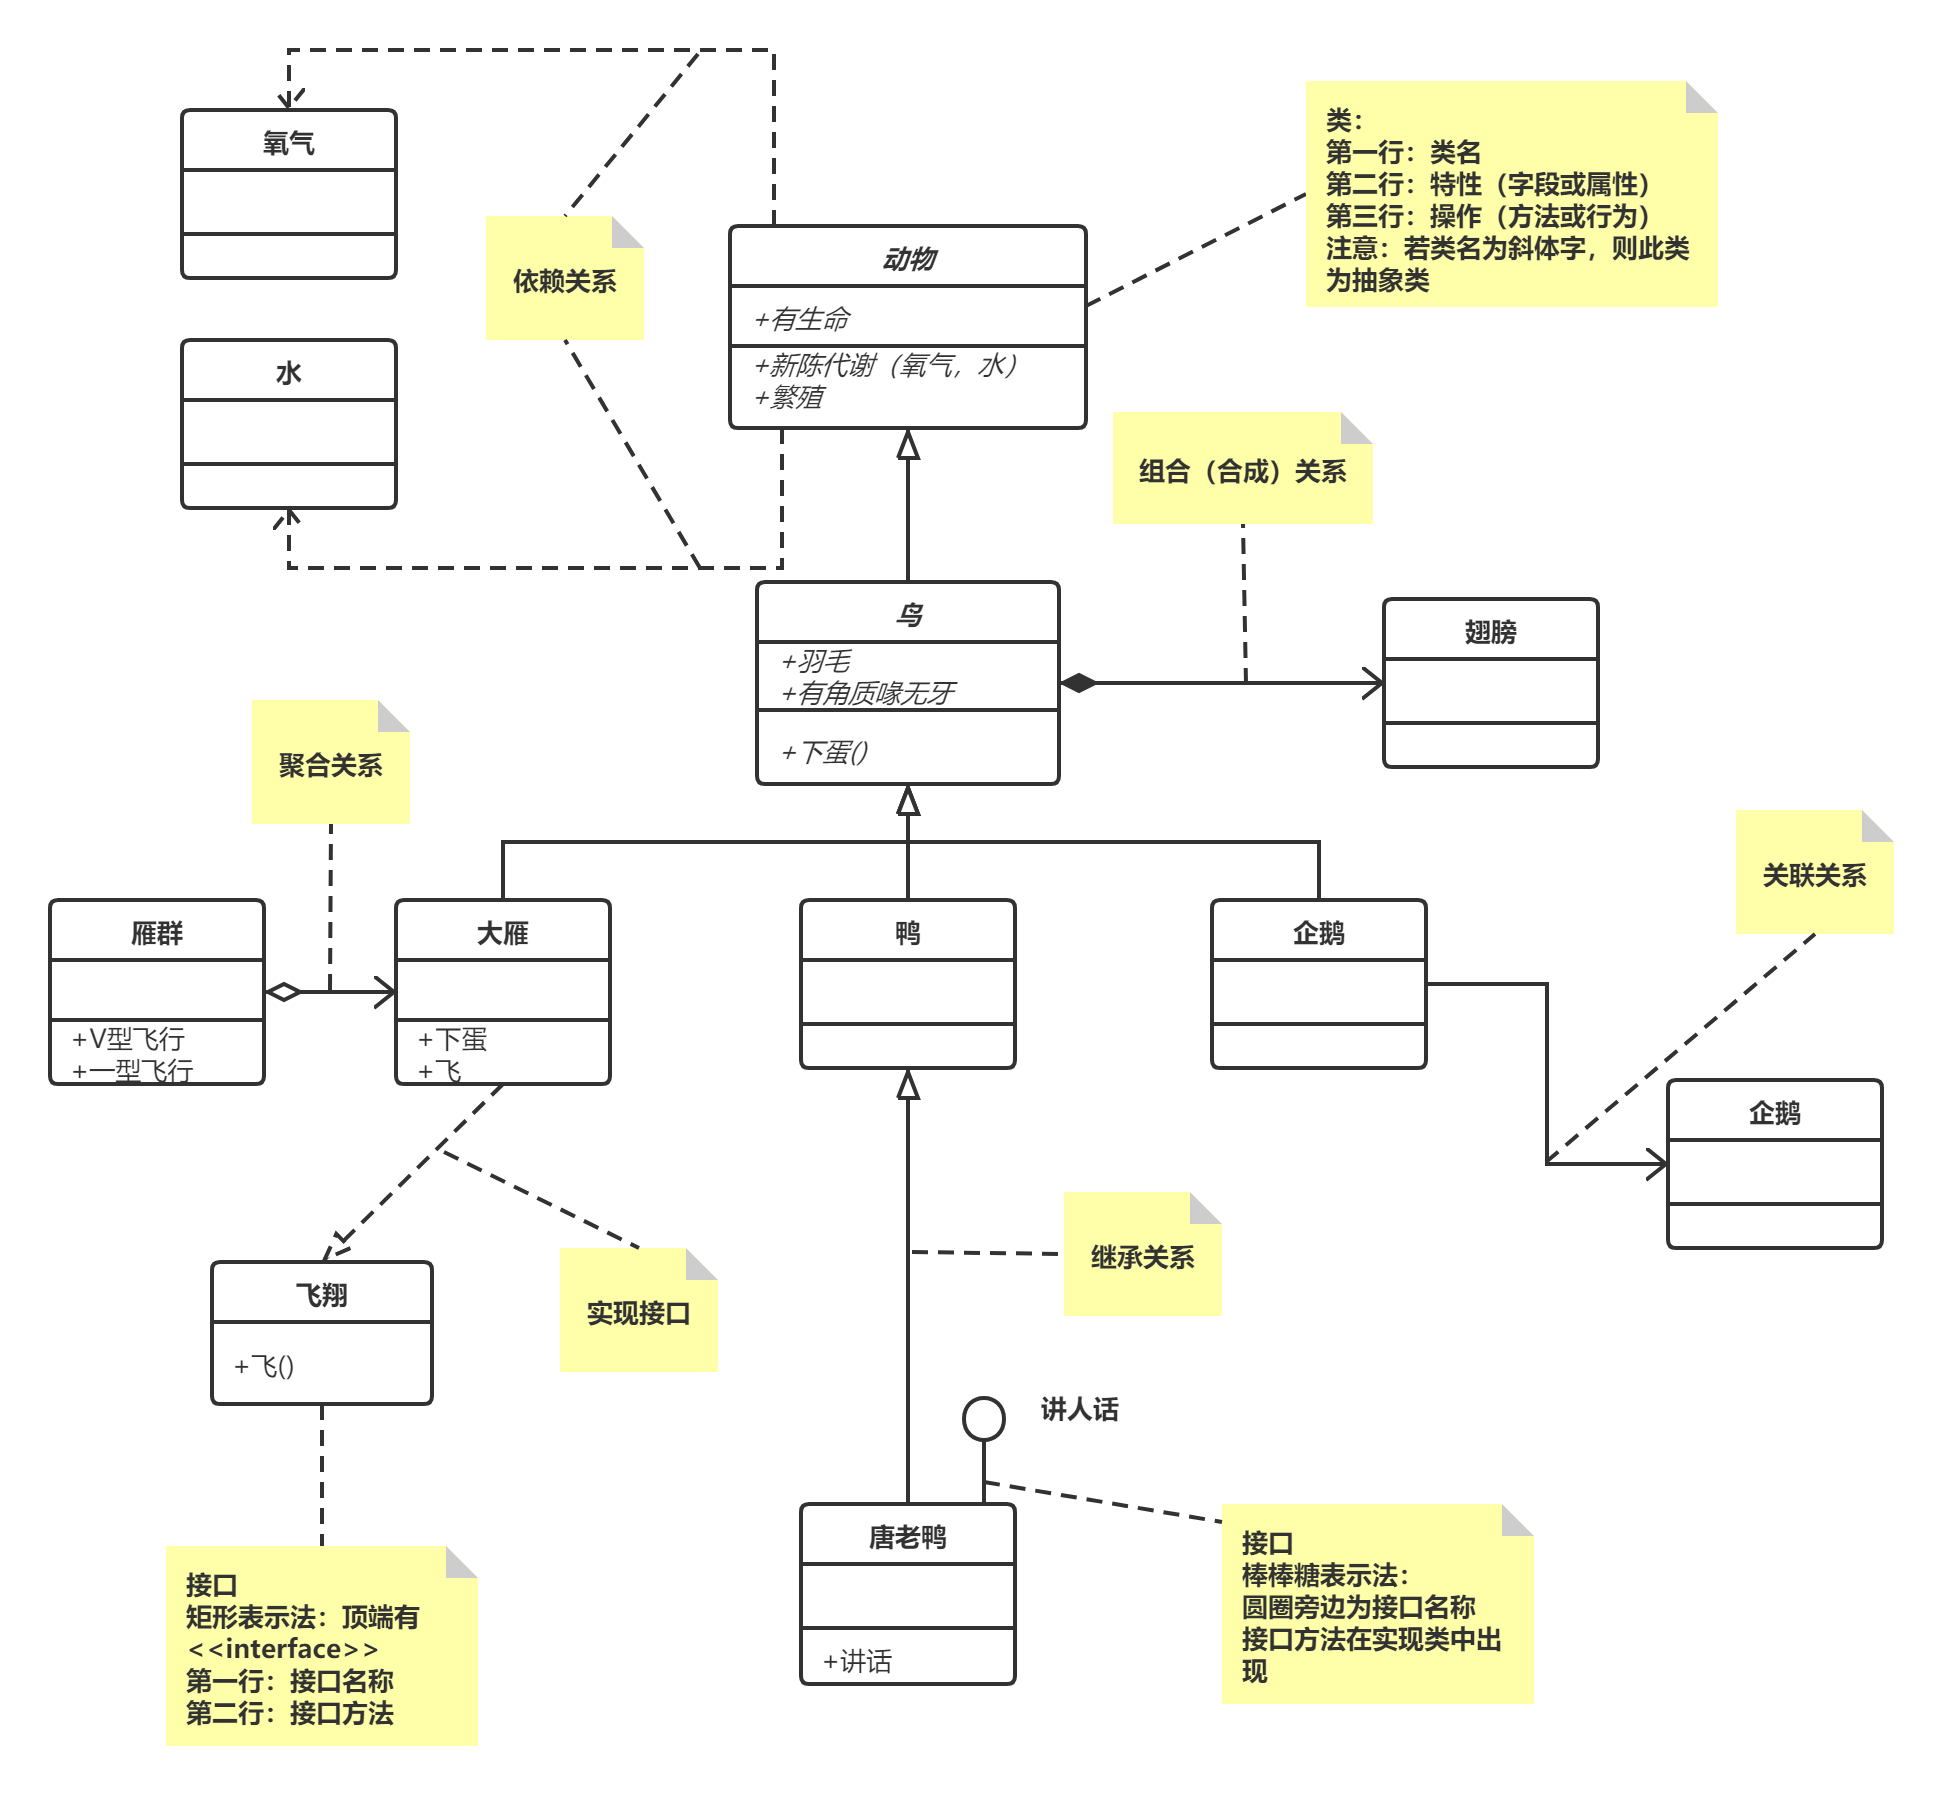 氧气
类：
第一行：类名
第二行：特性（字段或属性）
第三行：操作（方法或行为）
注意：若类名为斜体字，则此类
为抽象类
依赖关系
动物
+有生命
+新陈代谢（氧气，水）
+繁殖
水
组合（合成）关系
鸟
+羽毛
+有角质喙无牙
+下蛋()
翅膀
聚合关系
关联关系
雁群
+V型飞行
+一型飞行
大雁
+下蛋
+飞
鸭
企鹅
企鹅
继承关系
飞翔
+飞()
实现接口
讲人话
唐老鸭
+讲话
接口
矩形表示法：顶端有
<<interface>>
第一行：接口名称
第二行：接口方法
接口
棒棒糖表示法：
圆圈旁边为接口名称
接口方法在实现类中出
现